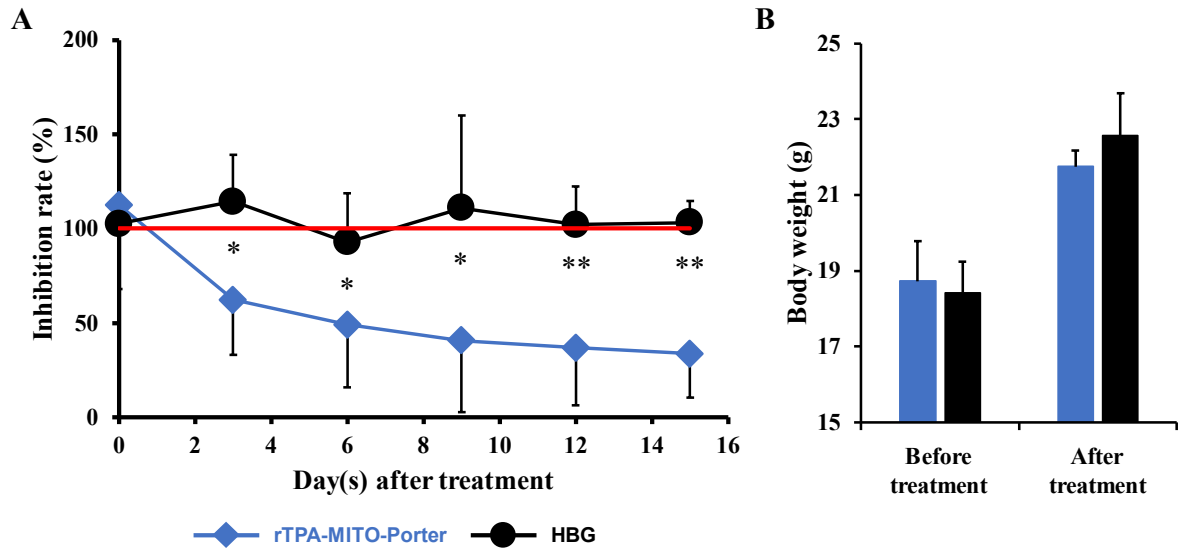 A
Inhibition rate (%)
200
150
100
50
0
*
*
*
**
**
0 2 4 6 8 10 12 14 16
Day(s) after treatment
rTPA-MITO-Porter
HBG
B
Body weight (g)
25
23
21
19
17
15
Before
treatment
After
treatment